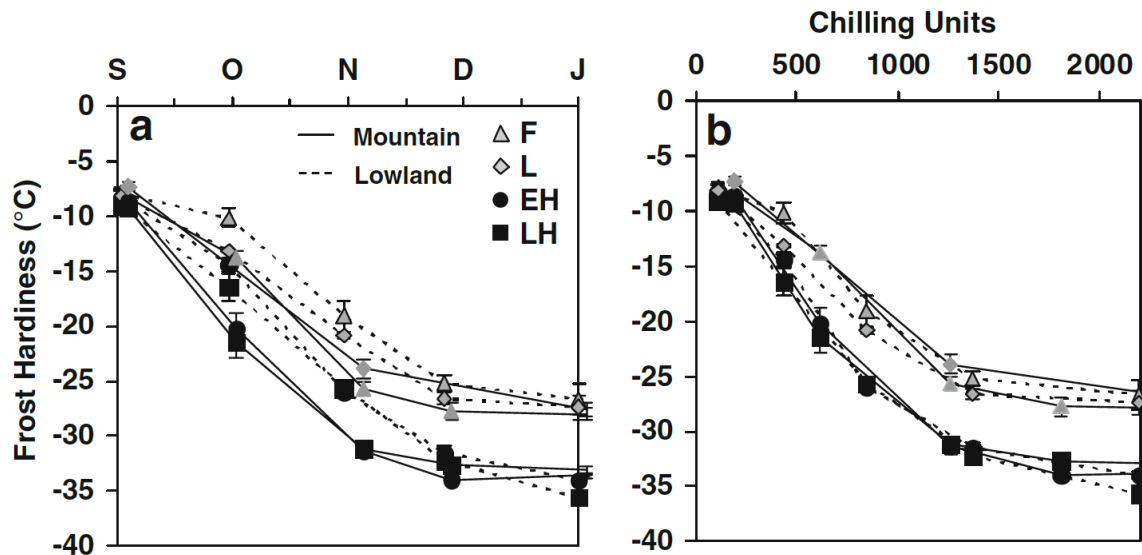 Chilling Units
S O N D J
0 500 1000 1500 2000
Frost Hardiness (°C)
0
-5
-10
-15
-20
-25
-30
-35
-40
a
Mountain
Lowland
F
L
EH
LH
0
-5
-10
-15
-20
-25
-30
-35
-40
b